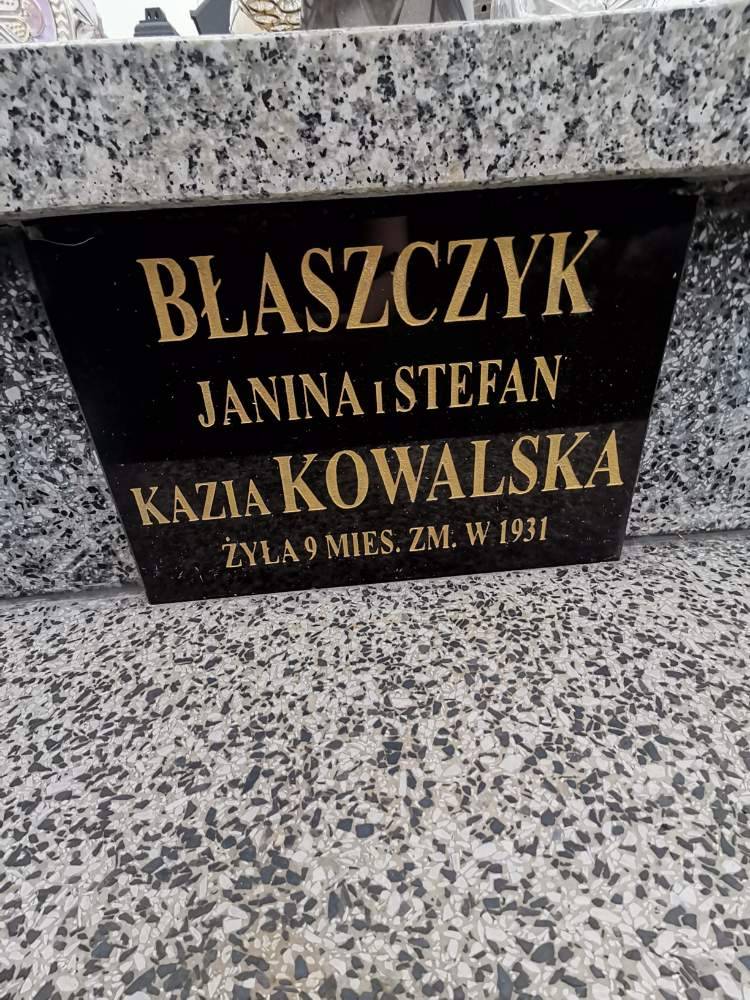 BŁASZCZYK
JANINA I STEFAN
KAZIA KOWALSKA
ŻYŁA 9 MIES. ZM. W 1931